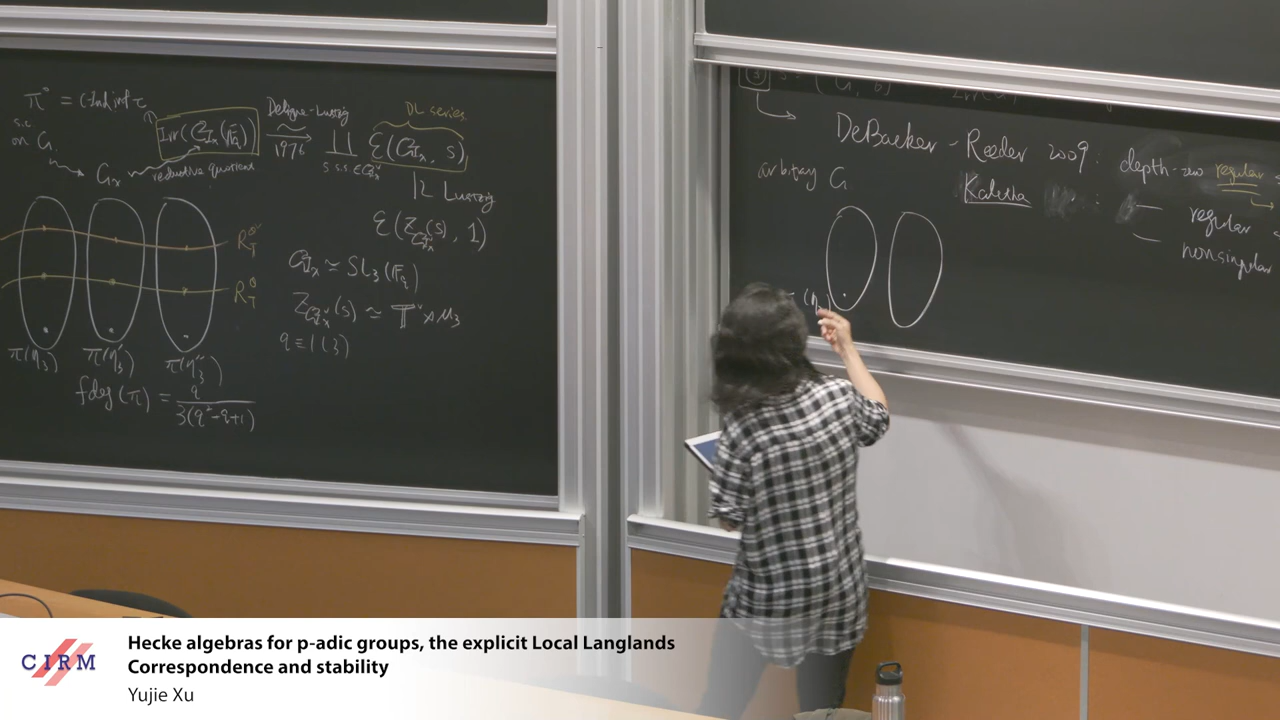 π° = c-Ind inf τ
s.c.
on G
Irr(G_x(F_q))
Deligne-Lusztig
≃
1976
DL series
∐ ℰ(G_x, s)
s s.s. ∈ G_x^∨
G_x
reductive quotient
|≀ Lusztig
ℰ(Z_{G_x^∨}(s), 1)
R_T^θ
R_T^θ
G_x ≃ SL_3(F_q)
Z_{G_x^∨}(s) ≃ T^∨ ⋊ μ_3
q ≡ 1 (3)
π(η_3) π(η_3') π(η_3'')
fdeg(π) = q / 3(q²+q+1)
DeBacker - Reeder 2009: depth-zero regular
arbitrary G
Kaletha
— regular
— nonsingular
CIRM
Hecke algebras for p-adic groups, the explicit Local Langlands
Correspondence and stability
Yujie Xu